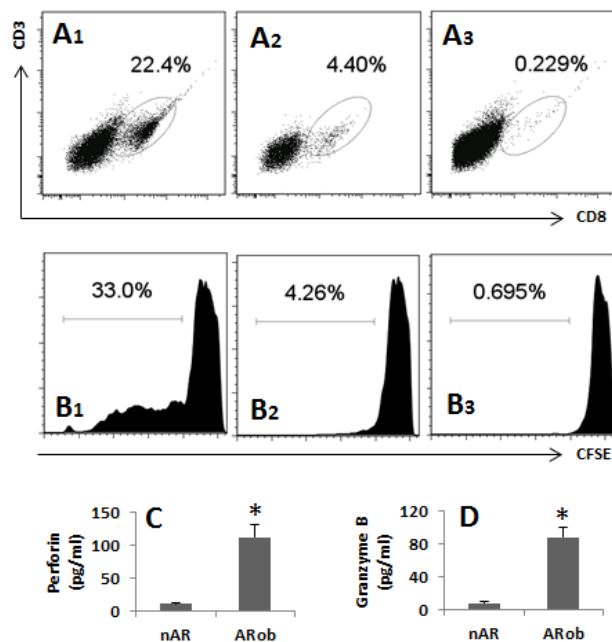 CD3
A1
22.4%
A2
4.40%
A3
0.229%
CD8
33.0%
B1
4.26%
B2
0.695%
B3
CFSE
C
Perforin
(pg/ml)
150
100
50
0
*
nAR
ARob
D
Granzyme B
(pg/ml)
120
80
40
0
*
nAR
ARob